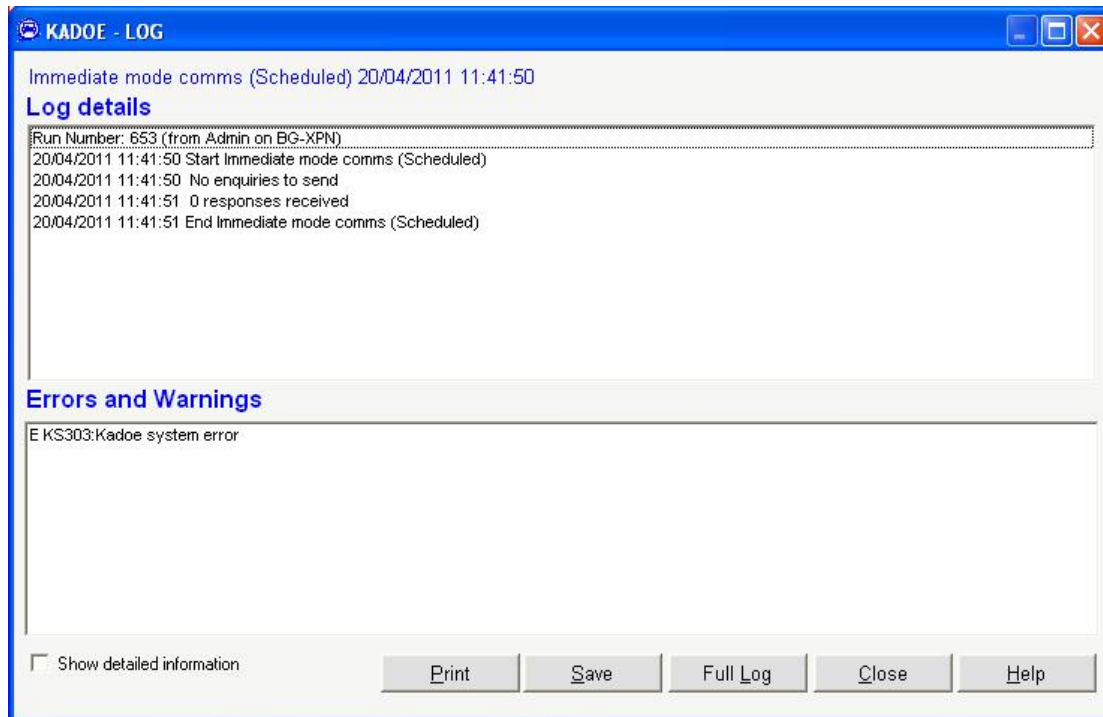 KADOE - LOG
Immediate mode comms (Scheduled) 20/04/2011 11:41:50
Log details
Run Number: 653 (from Admin on BG-XPN)
20/04/2011 11:41:50 Start Immediate mode comms (Scheduled)
20/04/2011 11:41:50  No enquiries to send
20/04/2011 11:41:51  0 responses received
20/04/2011 11:41:51 End Immediate mode comms (Scheduled)
Errors and Warnings
E KS303:Kadoe system error
Show detailed information
Print
Save
Full Log
Close
Help